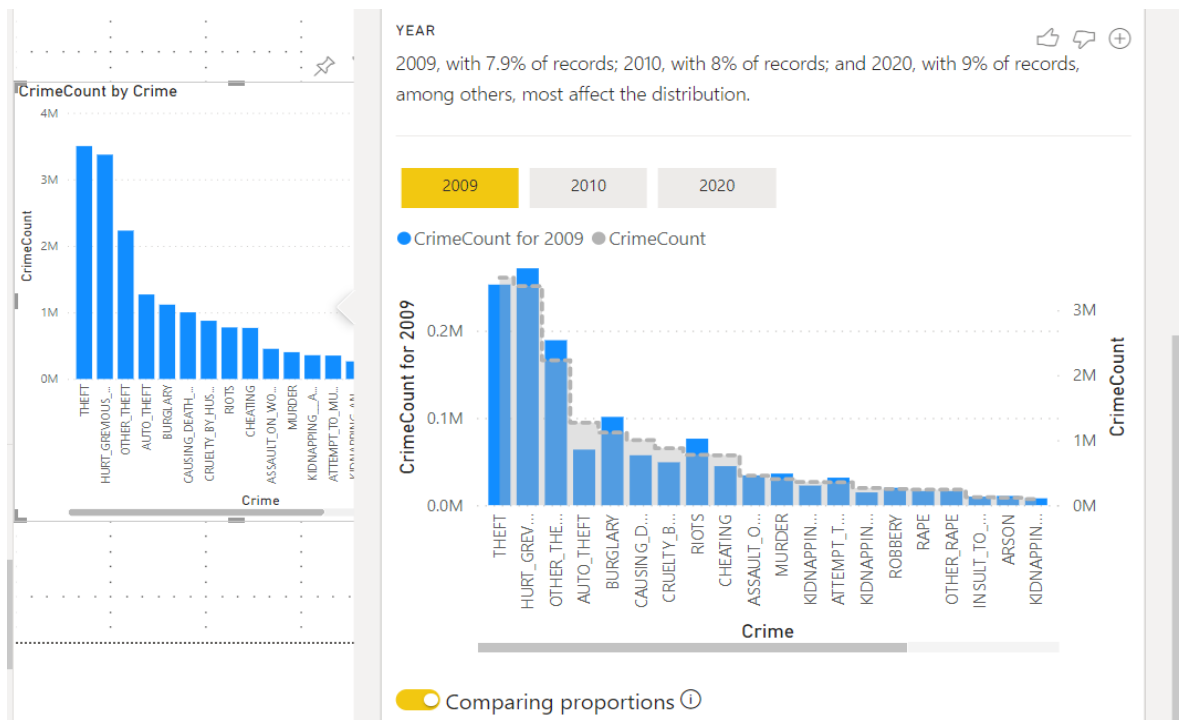 CrimeCount by Crime
4M
3M
2M
1M
0M
CrimeCount
THEFT
HURT_GREVIOUS_...
OTHER_THEFT
AUTO_THEFT
BURGLARY
CAUSING_DEATH_...
CRUELTY_BY_HUS...
RIOTS
CHEATING
ASSAULT_ON_WO...
MURDER
KIDNAPPING__A...
ATTEMPT_TO_MU...
Crime
YEAR
2009, with 7.9% of records; 2010, with 8% of records; and 2020, with 9% of records,
among others, most affect the distribution.
2009 2010 2020
CrimeCount for 2009 CrimeCount
CrimeCount for 2009
0.2M
0.1M
0.0M
3M
2M
1M
0M
CrimeCount
THEFT
HURT_GREV...
OTHER_THE...
AUTO_THEFT
BURGLARY
CAUSING_D...
CRUELTY_B...
RIOTS
CHEATING
ASSAULT_O...
MURDER
KIDNAPPIN...
ATTEMPT_T...
KIDNAPPIN...
ROBBERY
RAPE
OTHER_RAPE
INSULT_TO_...
ARSON
KIDNAPPIN...
Crime
Comparing proportions